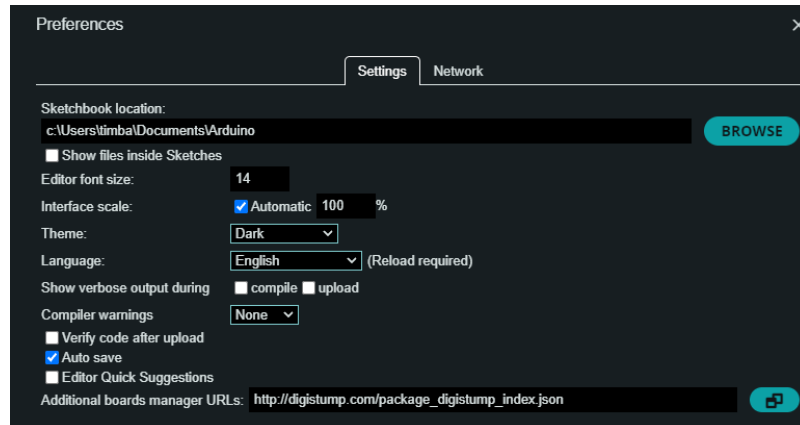 Preferences
Settings Network
Sketchbook location:
c:\Users\timba\Documents\Arduino BROWSE
Show files inside Sketches
Editor font size: 14
Interface scale: Automatic 100 %
Theme: Dark
Language: English (Reload required)
Show verbose output during compile upload
Compiler warnings None
Verify code after upload
Auto save
Editor Quick Suggestions
Additional boards manager URLs: http://digistump.com/package_digistump_index.json